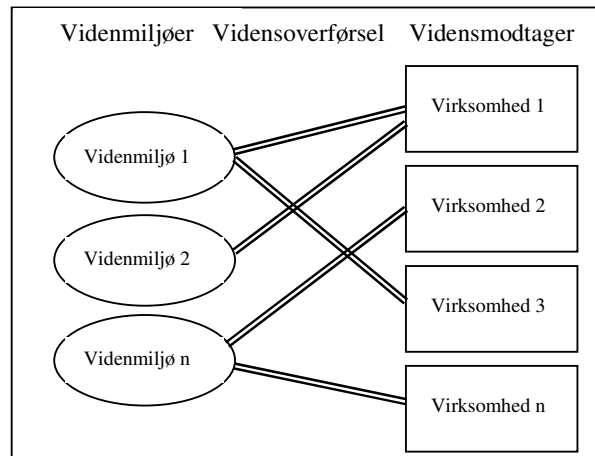 Videnmiljøer Vidensoverførsel Vidensmodtager
Videnmiljø 1
Videnmiljø 2
Videnmiljø n
Virksomhed 1
Virksomhed 2
Virksomhed 3
Virksomhed n